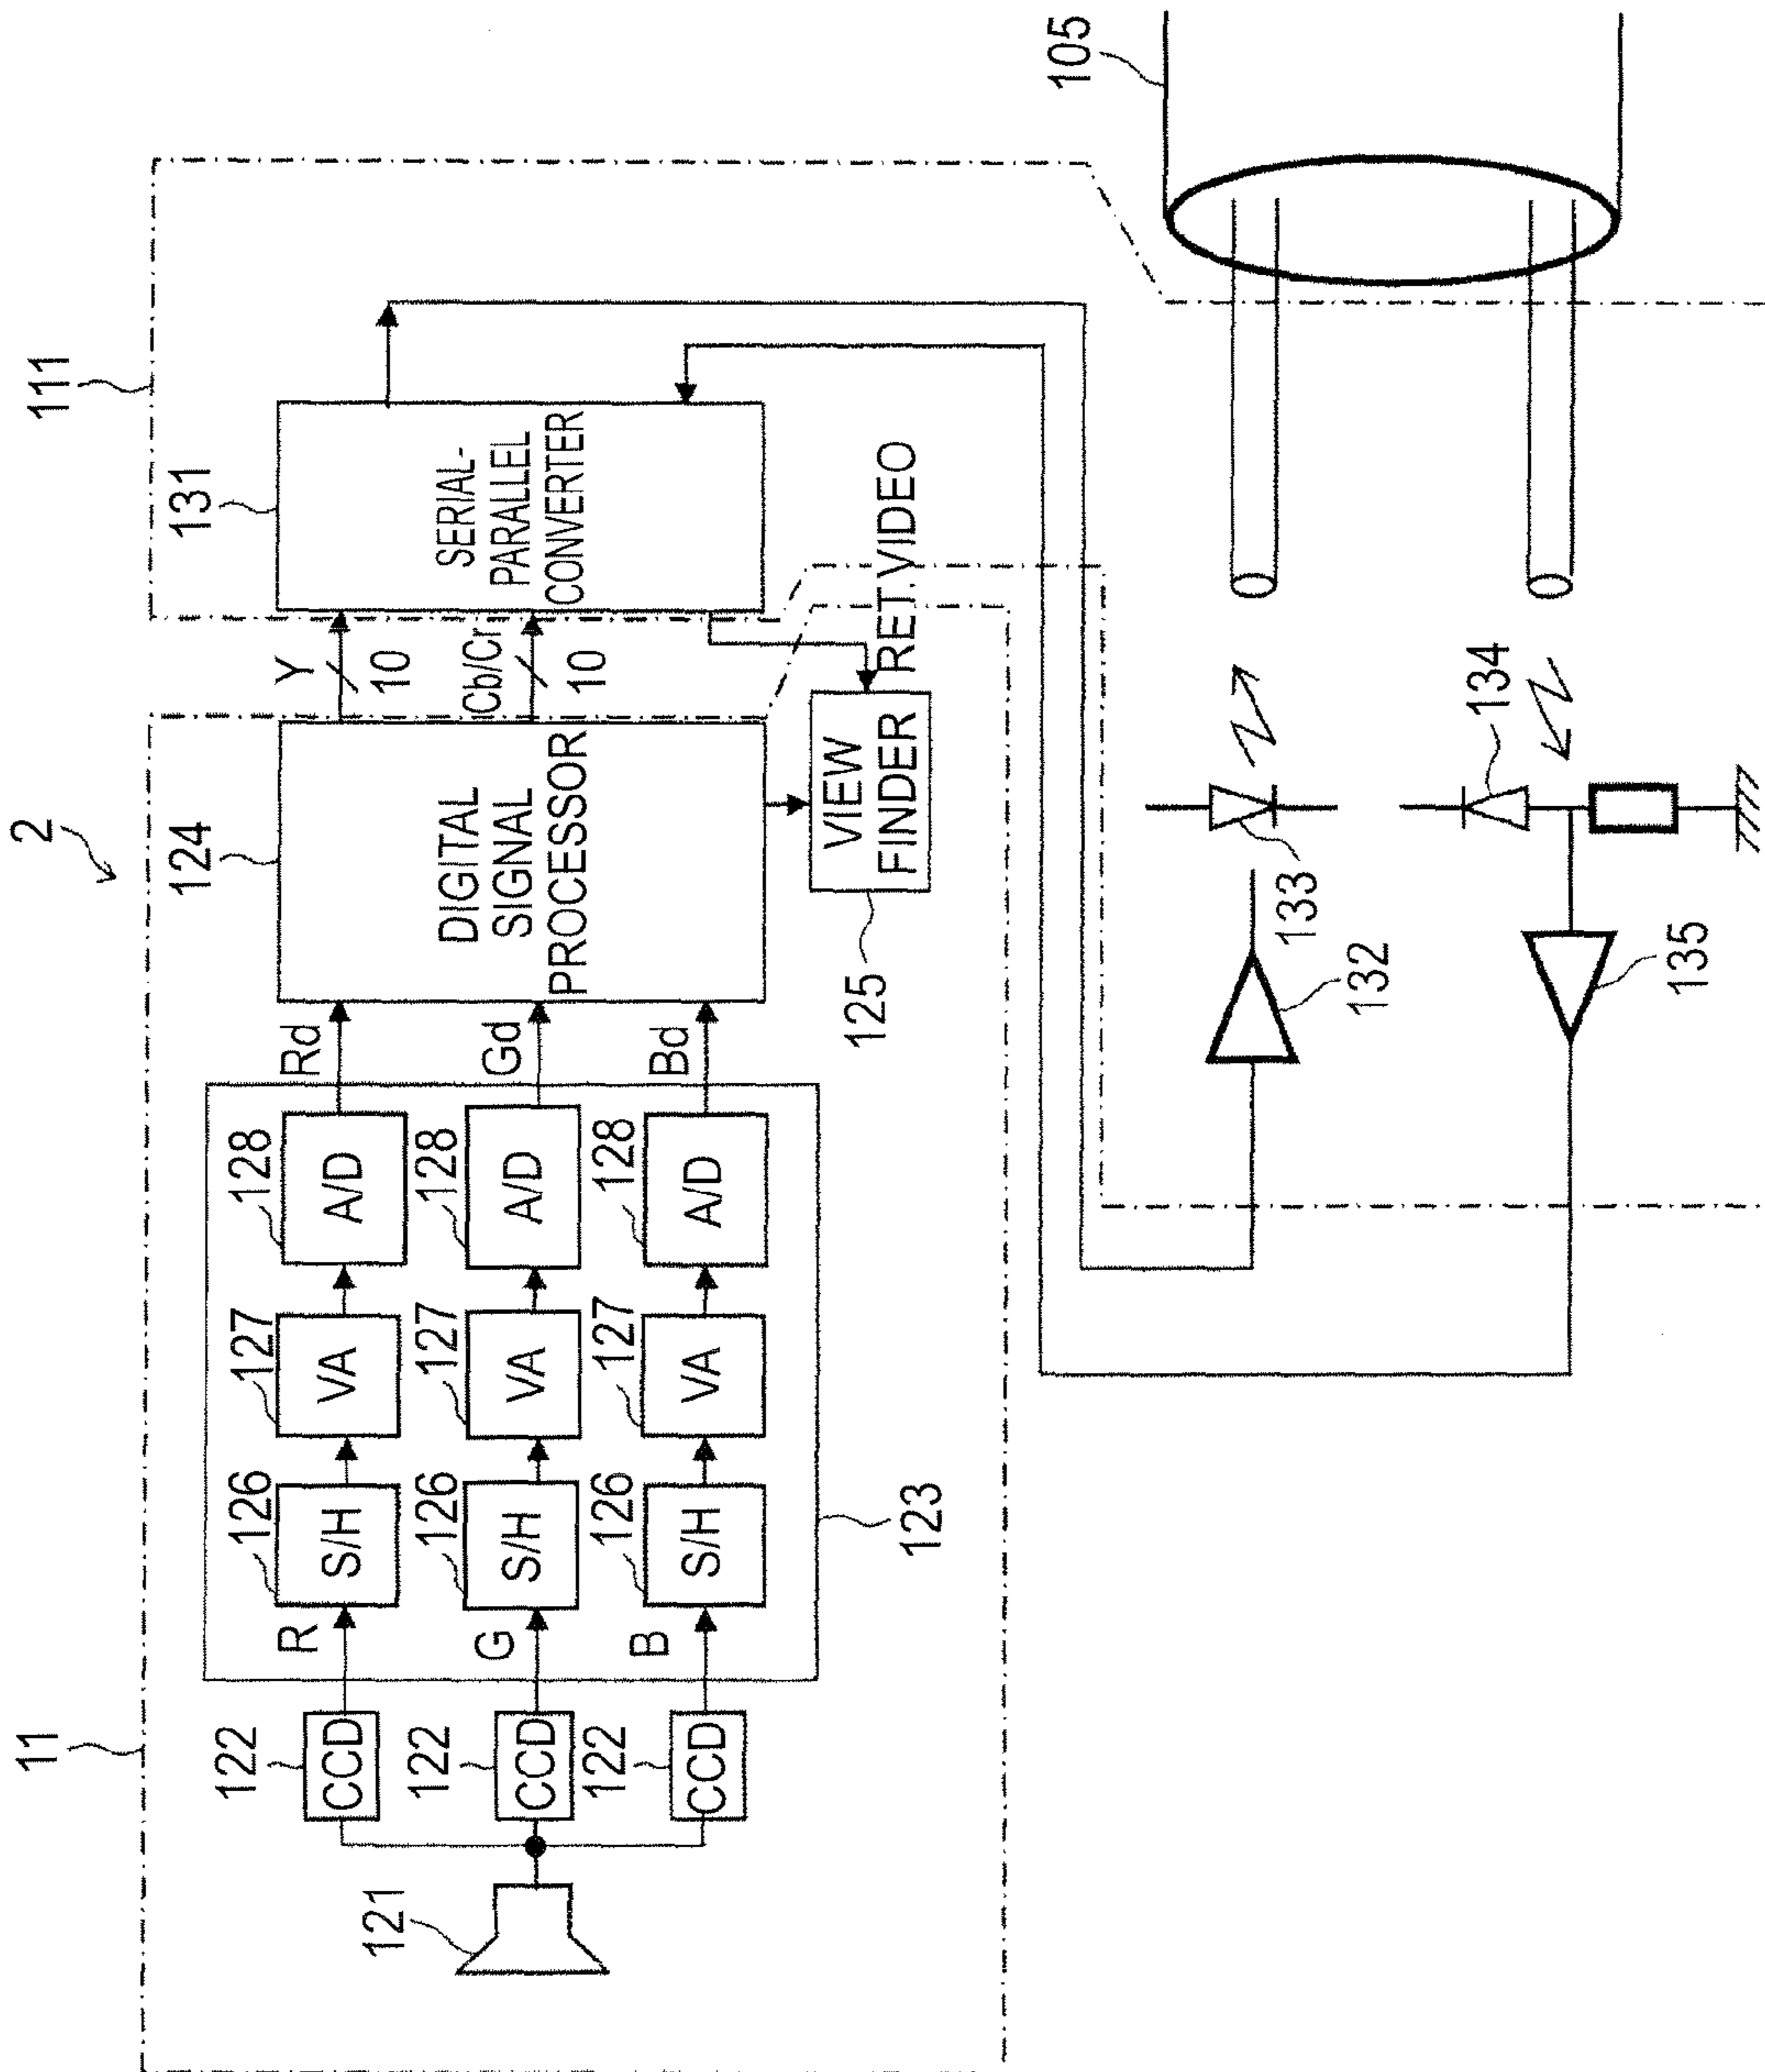 2
11
111
121
122
CCD
122
CCD
122
CCD
R
G
B
126
S/H
127
VA
128
A/D
126
S/H
127
VA
128
A/D
126
S/H
127
VA
128
A/D
123
Rd
Gd
Bd
124
DIGITAL
SIGNAL
PROCESSOR
Y
10
Cb/Cr
10
131
SERIAL-
PARALLEL
CONVERTER
125
VIEW
FINDER
RET.VIDEO
105
132
133
134
135